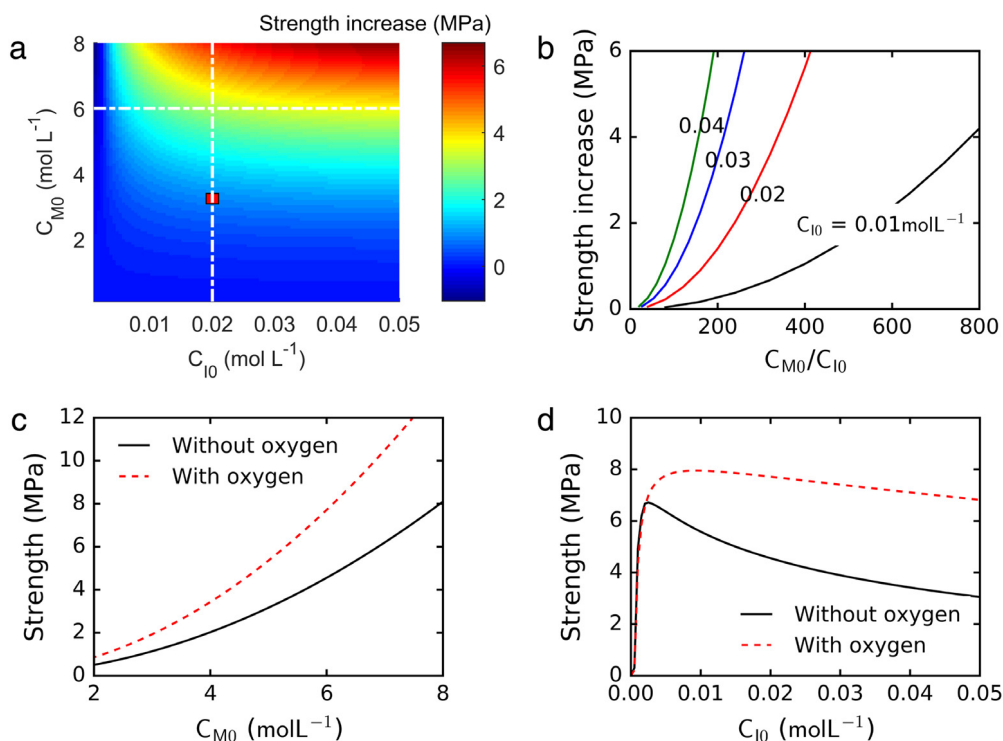 a
Strength increase (MPa)
8
6
4
2
C_M0 (mol L⁻¹)
0.01 0.02 0.03 0.04 0.05
C_I0 (mol L⁻¹)
6
4
2
0
b
6
4
2
0
Strength increase (MPa)
0.04
0.03
0.02
C_I0 = 0.01molL⁻¹
0 200 400 600 800
C_M0/C_I0
c
12
10
8
6
4
2
0
Strength (MPa)
Without oxygen
With oxygen
2 4 6 8
C_M0 (molL⁻¹)
d
10
8
6
4
2
0
Strength (MPa)
Without oxygen
With oxygen
0.00 0.01 0.02 0.03 0.04 0.05
C_I0 (molL⁻¹)